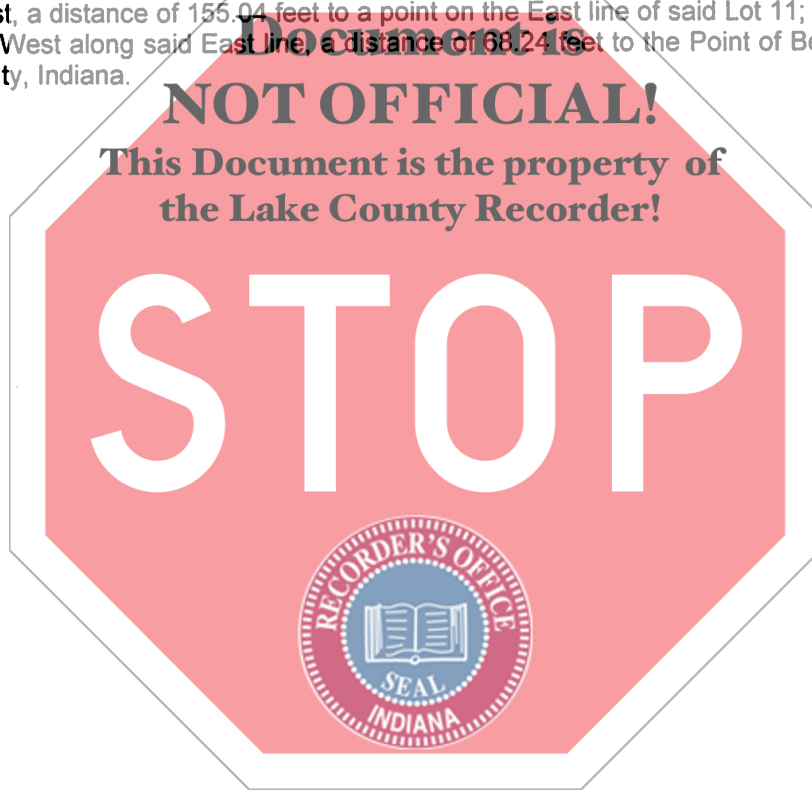 st, a distance of 155.04 feet to a point on the East line of said Lot 11;
West along said East line, a distance of 68.24 feet to the Point of Be
ty, Indiana.
Document is
NOT OFFICIAL!
This Document is the property of
the Lake County Recorder!
STOP
RECORDER'S OFFICE
SEAL
INDIANA